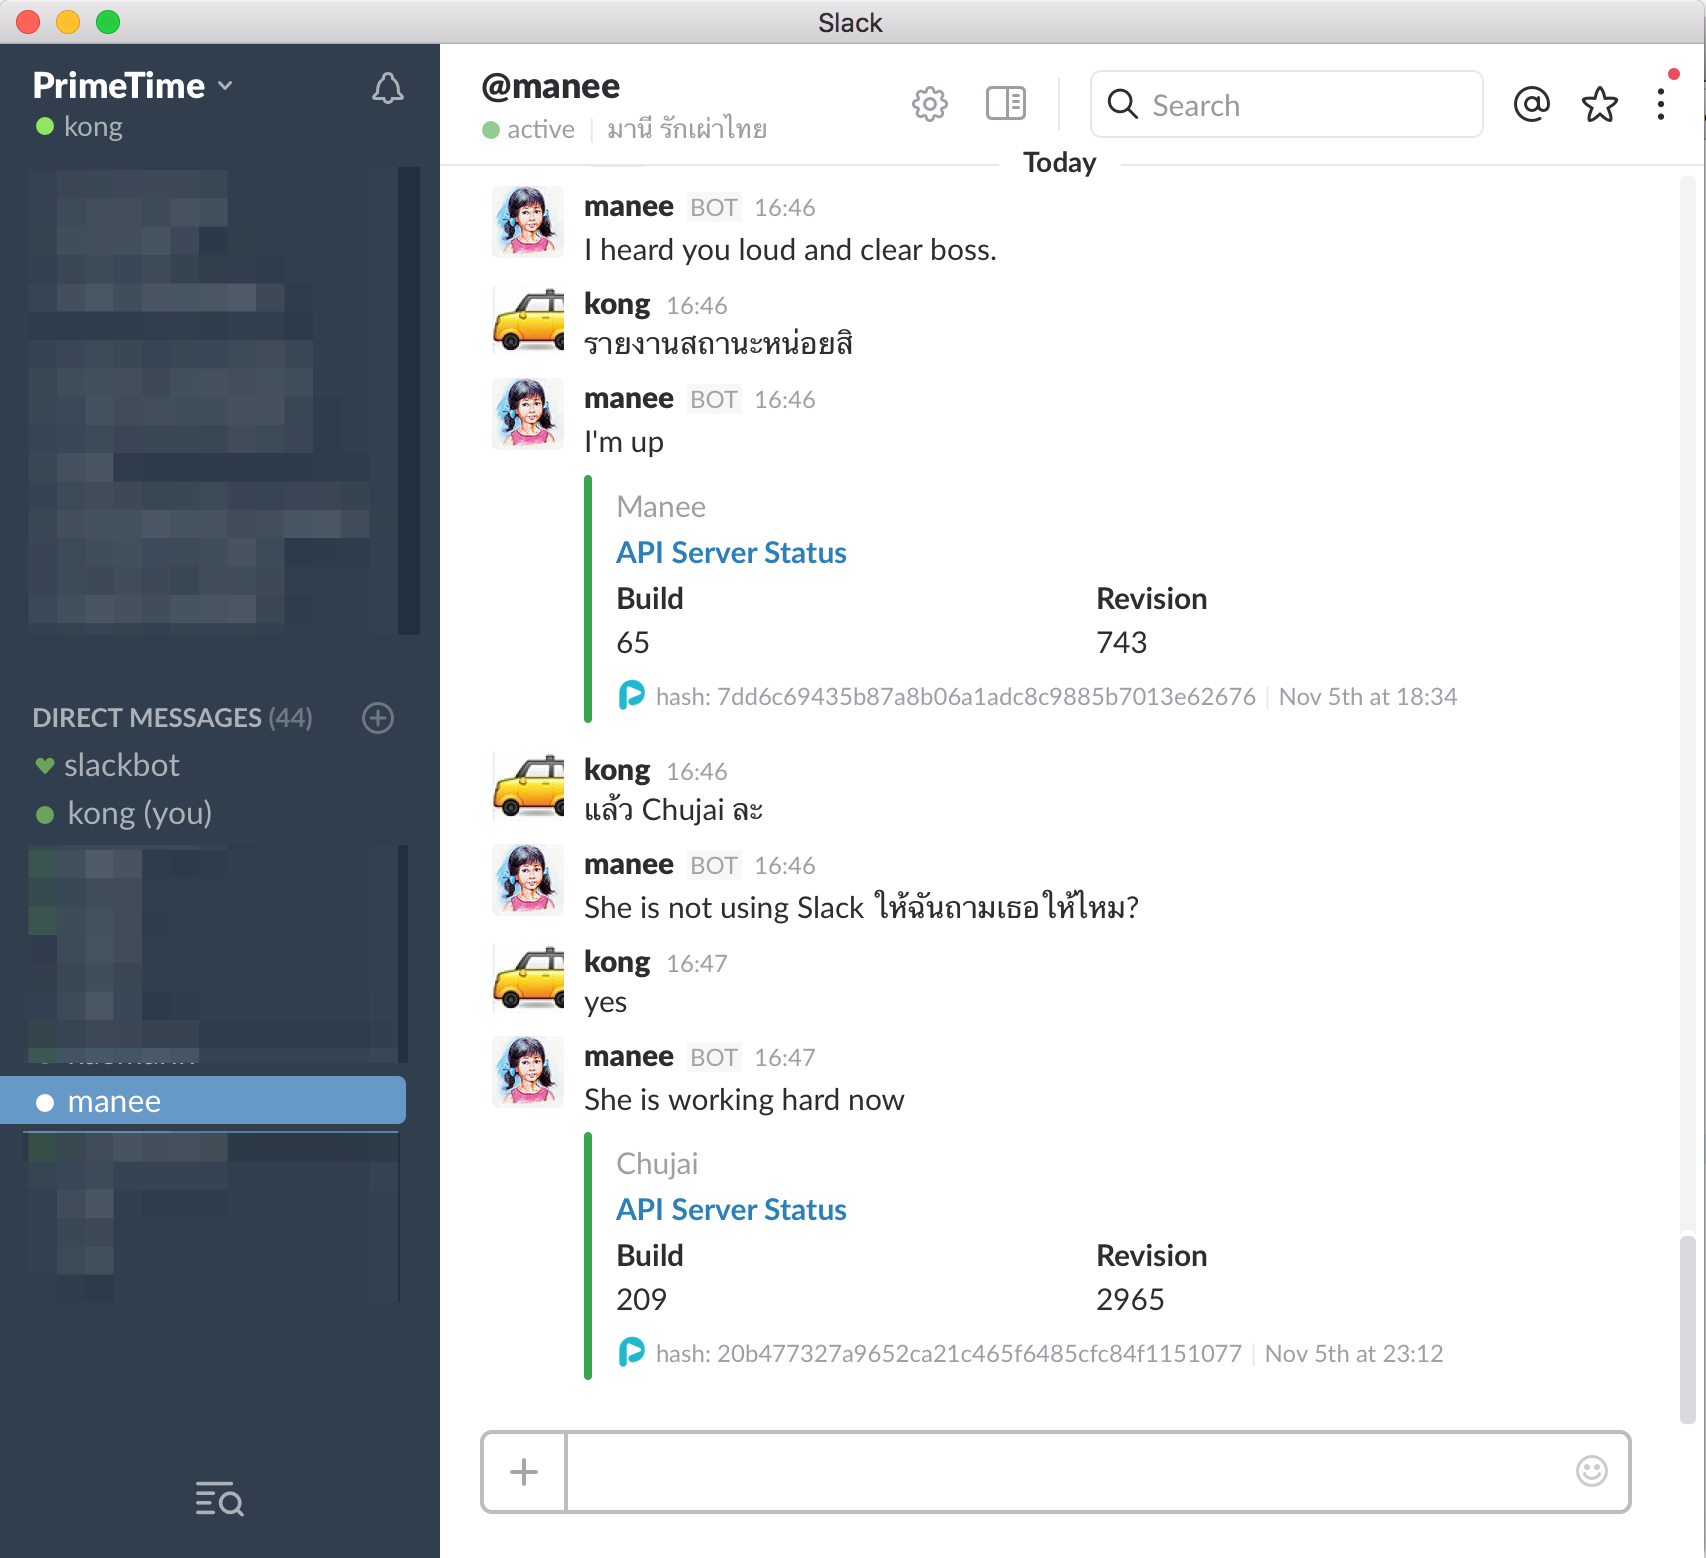 Slack
PrimeTime
kong
DIRECT MESSAGES (44)
slackbot
kong (you)
manee
@manee
active
มานี รักเผ่าไทย
Search
Today
manee BOT 16:46
I heard you loud and clear boss.
kong 16:46
รายงานสถานะหน่อยสิ
manee BOT 16:46
I'm up
Manee
API Server Status
Build Revision
65 743
hash: 7dd6c69435b87a8b06a1adc8c9885b7013e62676 Nov 5th at 18:34
kong 16:46
แล้ว Chujai ละ
manee BOT 16:46
She is not using Slack ให้ฉันถามเธอให้ไหม?
kong 16:47
yes
manee BOT 16:47
She is working hard now
Chujai
API Server Status
Build Revision
209 2965
hash: 20b477327a9652ca21c465f6485cfc84f1151077 Nov 5th at 23:12